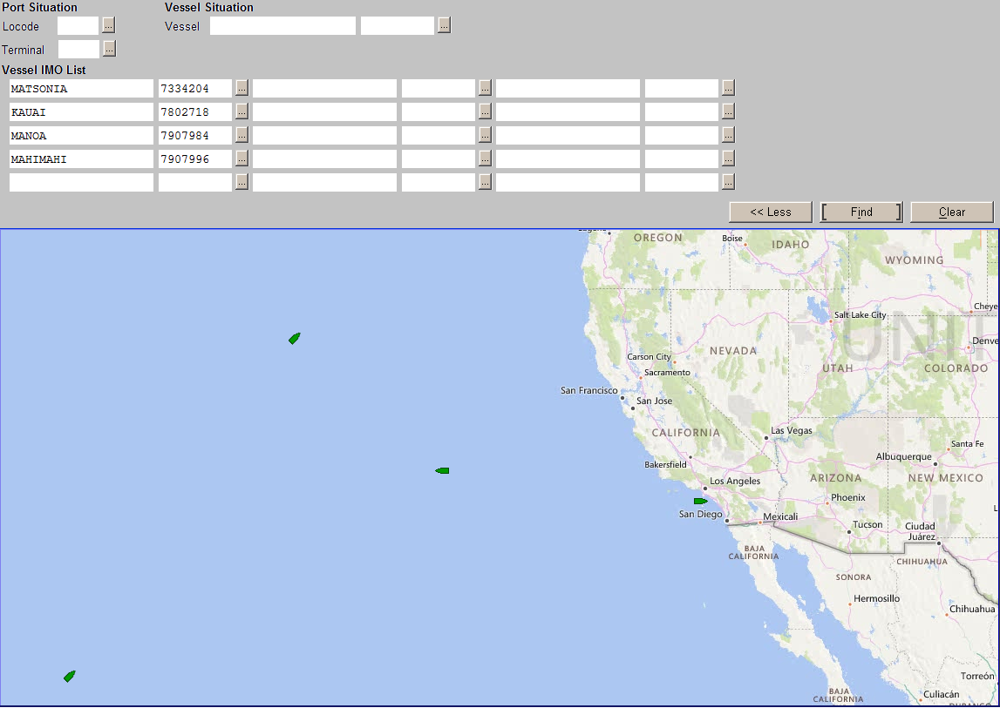 Port Situation Vessel Situation
Locode ... Vessel ...
Terminal ...
Vessel IMO List
MATSONIA 7334204 ... ... ...
KAUAI 7802718 ... ... ...
MANOA 7907984 ... ... ...
MAHIMAHI 7907996 ... ... ...
... ... ...
<< Less [ Find ] Clear
OREGON
Boise
IDAHO
WYOMING
Salt Lake City
Cheye
UNIT
Denve
Carson City
NEVADA
Sacramento
UTAH
COLORADO
San Francisco
San Jose
CALIFORNIA
Las Vegas
Santa Fe
Albuquerque
Bakersfield
Los Angeles
ARIZONA
NEW MEXICO
Phoenix
San Diego
Mexicali
Tucson
Ciudad
Juárez
L
BAJA
CALIFORNIA
CHIHUAHUA
SONORA
Hermosillo
Chihuahua
Torreón
BAJA
CALIFORNIA
Culiacán